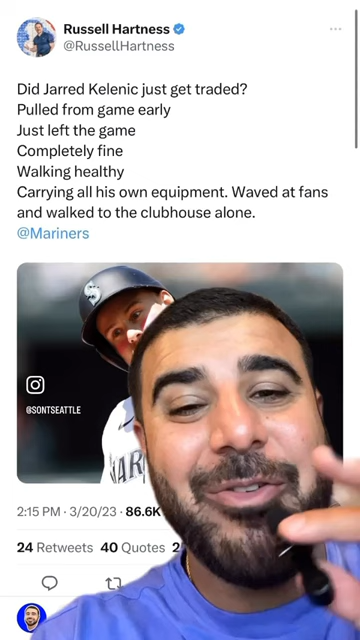 Russell Hartness
@RussellHartness
Did Jarred Kelenic just get traded?
Pulled from game early
Just left the game
Completely fine
Walking healthy
Carrying all his own equipment. Waved at fans
and walked to the clubhouse alone.
@Mariners
S
@SONTSEATTLE
MAR
2:15 PM · 3/20/23 · 86.6K
24 Retweets 40 Quotes 2